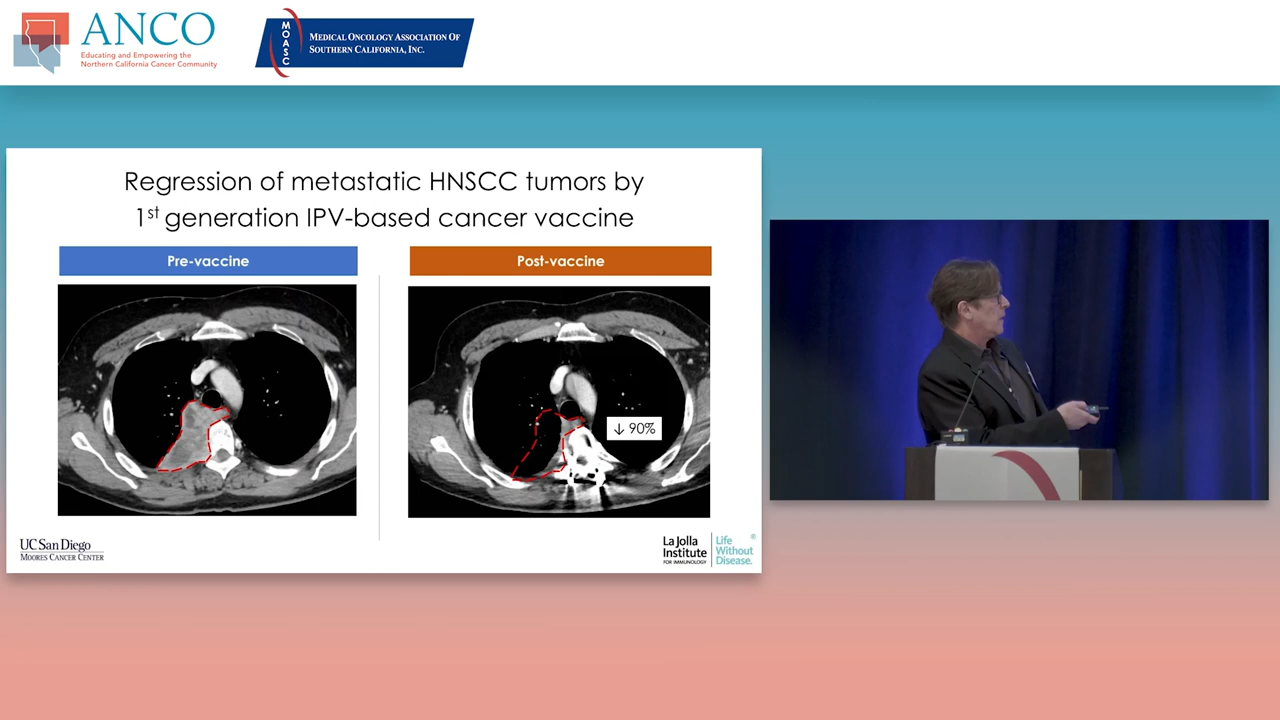 ANCO
Educating and Empowering the
Northern California Cancer Community
MOASC
MEDICAL ONCOLOGY ASSOCIATION OF
SOUTHERN CALIFORNIA, INC.
Regression of metastatic HNSCC tumors by
1st generation IPV-based cancer vaccine
Pre-vaccine
Post-vaccine
↓ 90%
UC San Diego
MOORES CANCER CENTER
La Jolla
Institute
FOR IMMUNOLOGY
Life
Without
Disease.
®